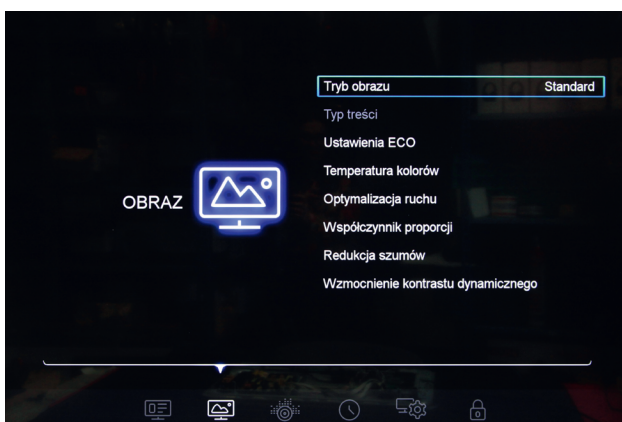 Tryb obrazu Standard
Typ treści
Ustawienia ECO
Temperatura kolorów
OBRAZ
Optymalizacja ruchu
Współczynnik proporcji
Redukcja szumów
Wzmocnienie kontrastu dynamicznego